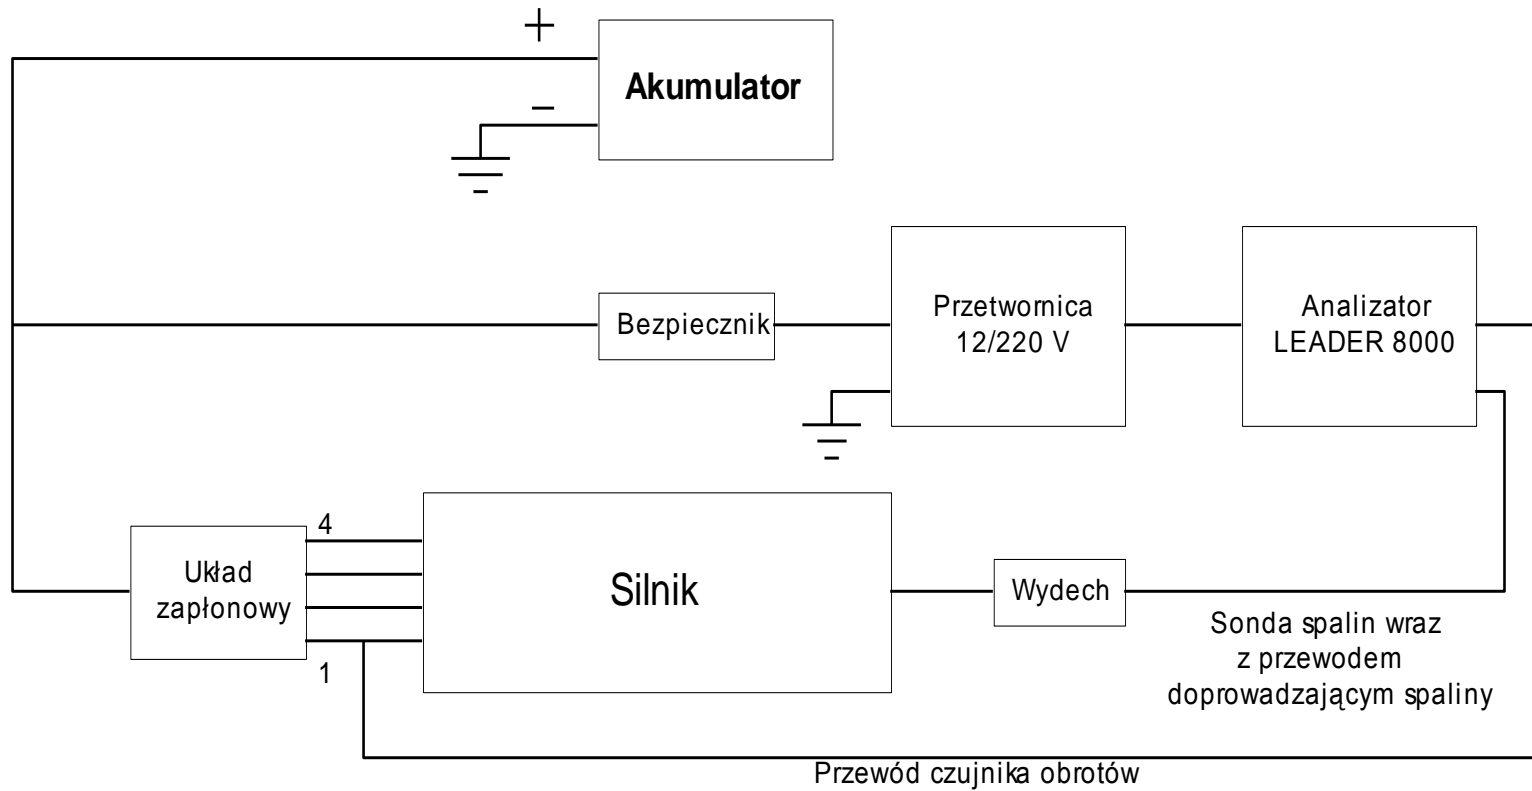 +
Akumulator
−
Bezpiecznik
Przetwornica
12/220 V
Analizator
LEADER 8000
4
Układ
zapłonowy
1
Silnik
Wydech
Sonda spalin wraz
z przewodem
doprowadzającym spaliny
Przewód czujnika obrotów